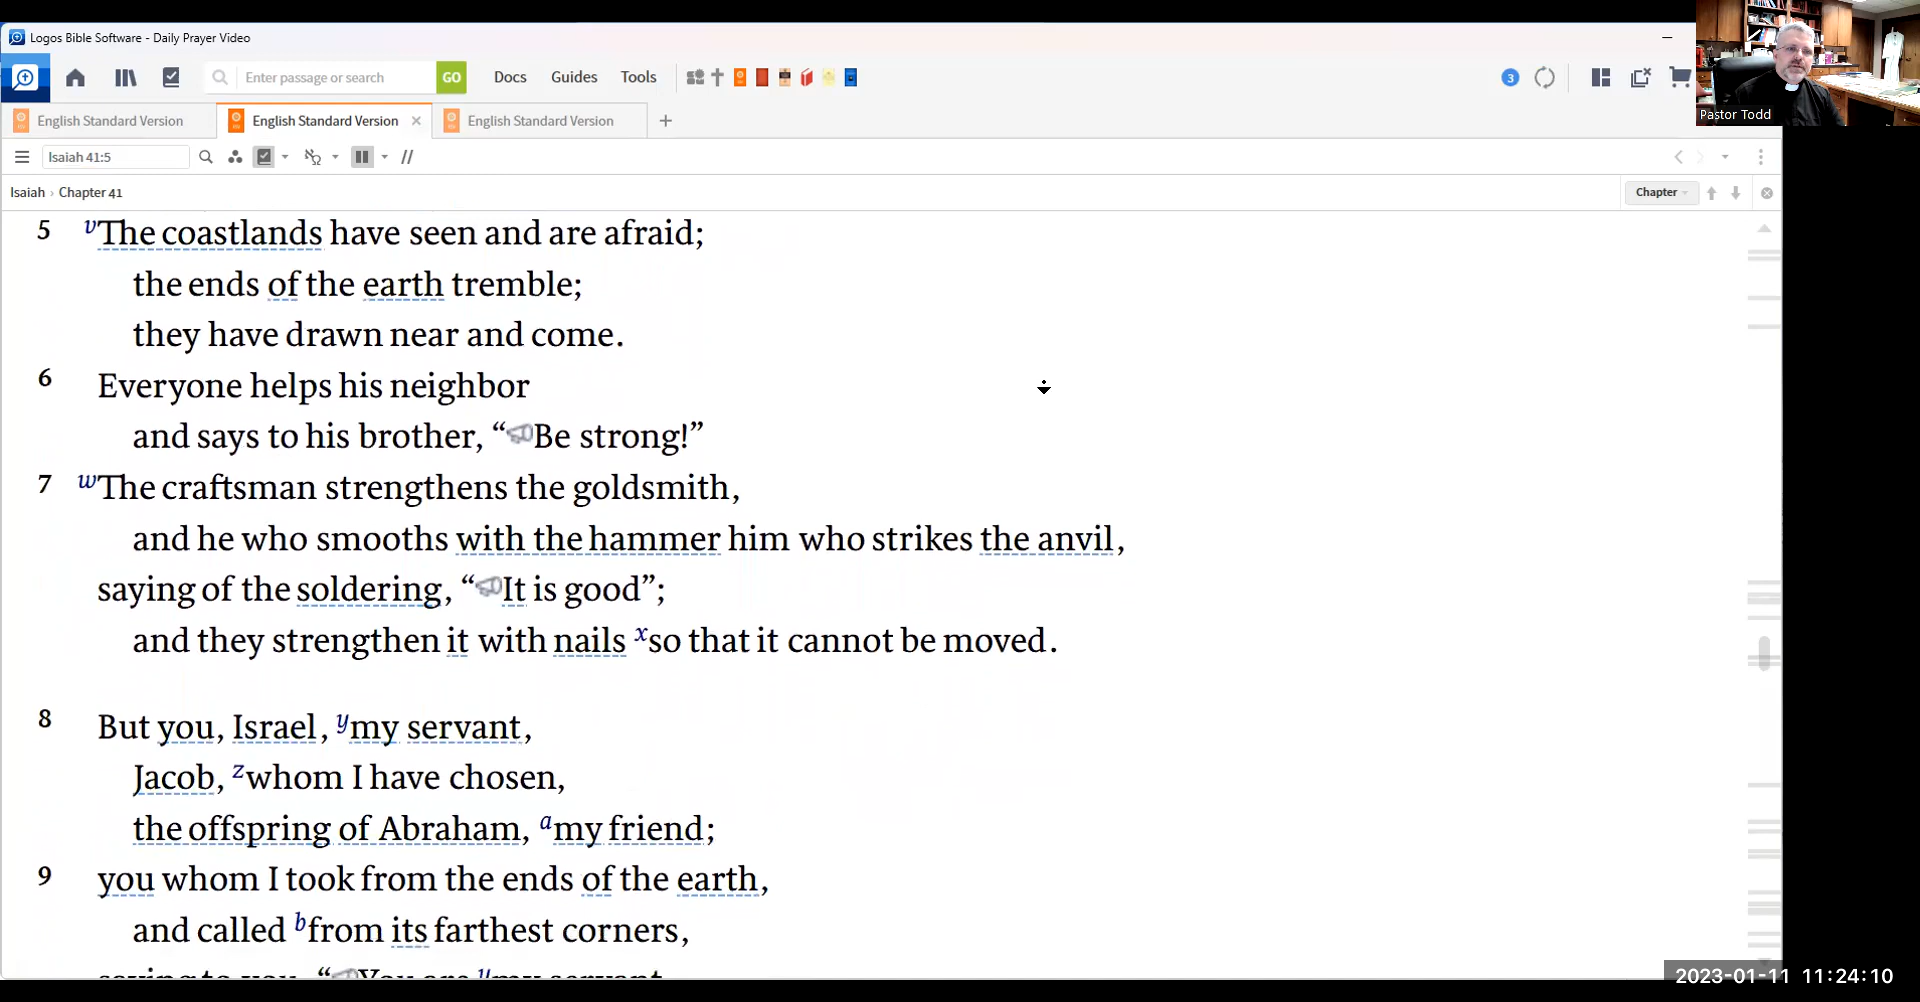 Logos Bible Software - Daily Prayer Video
Enter passage or search
GO
Docs
Guides
Tools
3
English Standard Version
English Standard Version
English Standard Version
Isaiah 41:5
Isaiah › Chapter 41
Chapter
Pastor Todd
5 vThe coastlands have seen and are afraid;
the ends of the earth tremble;
they have drawn near and come.
6 Everyone helps his neighbor
and says to his brother, “Be strong!”
7 wThe craftsman strengthens the goldsmith,
and he who smooths with the hammer him who strikes the anvil,
saying of the soldering, “It is good”;
and they strengthen it with nails xso that it cannot be moved.
8 But you, Israel, ymy servant,
Jacob, zwhom I have chosen,
the offspring of Abraham, amy friend;
9 you whom I took from the ends of the earth,
and called bfrom its farthest corners,
saying to you, “You are ymy servant
2023-01-11 11:24:10